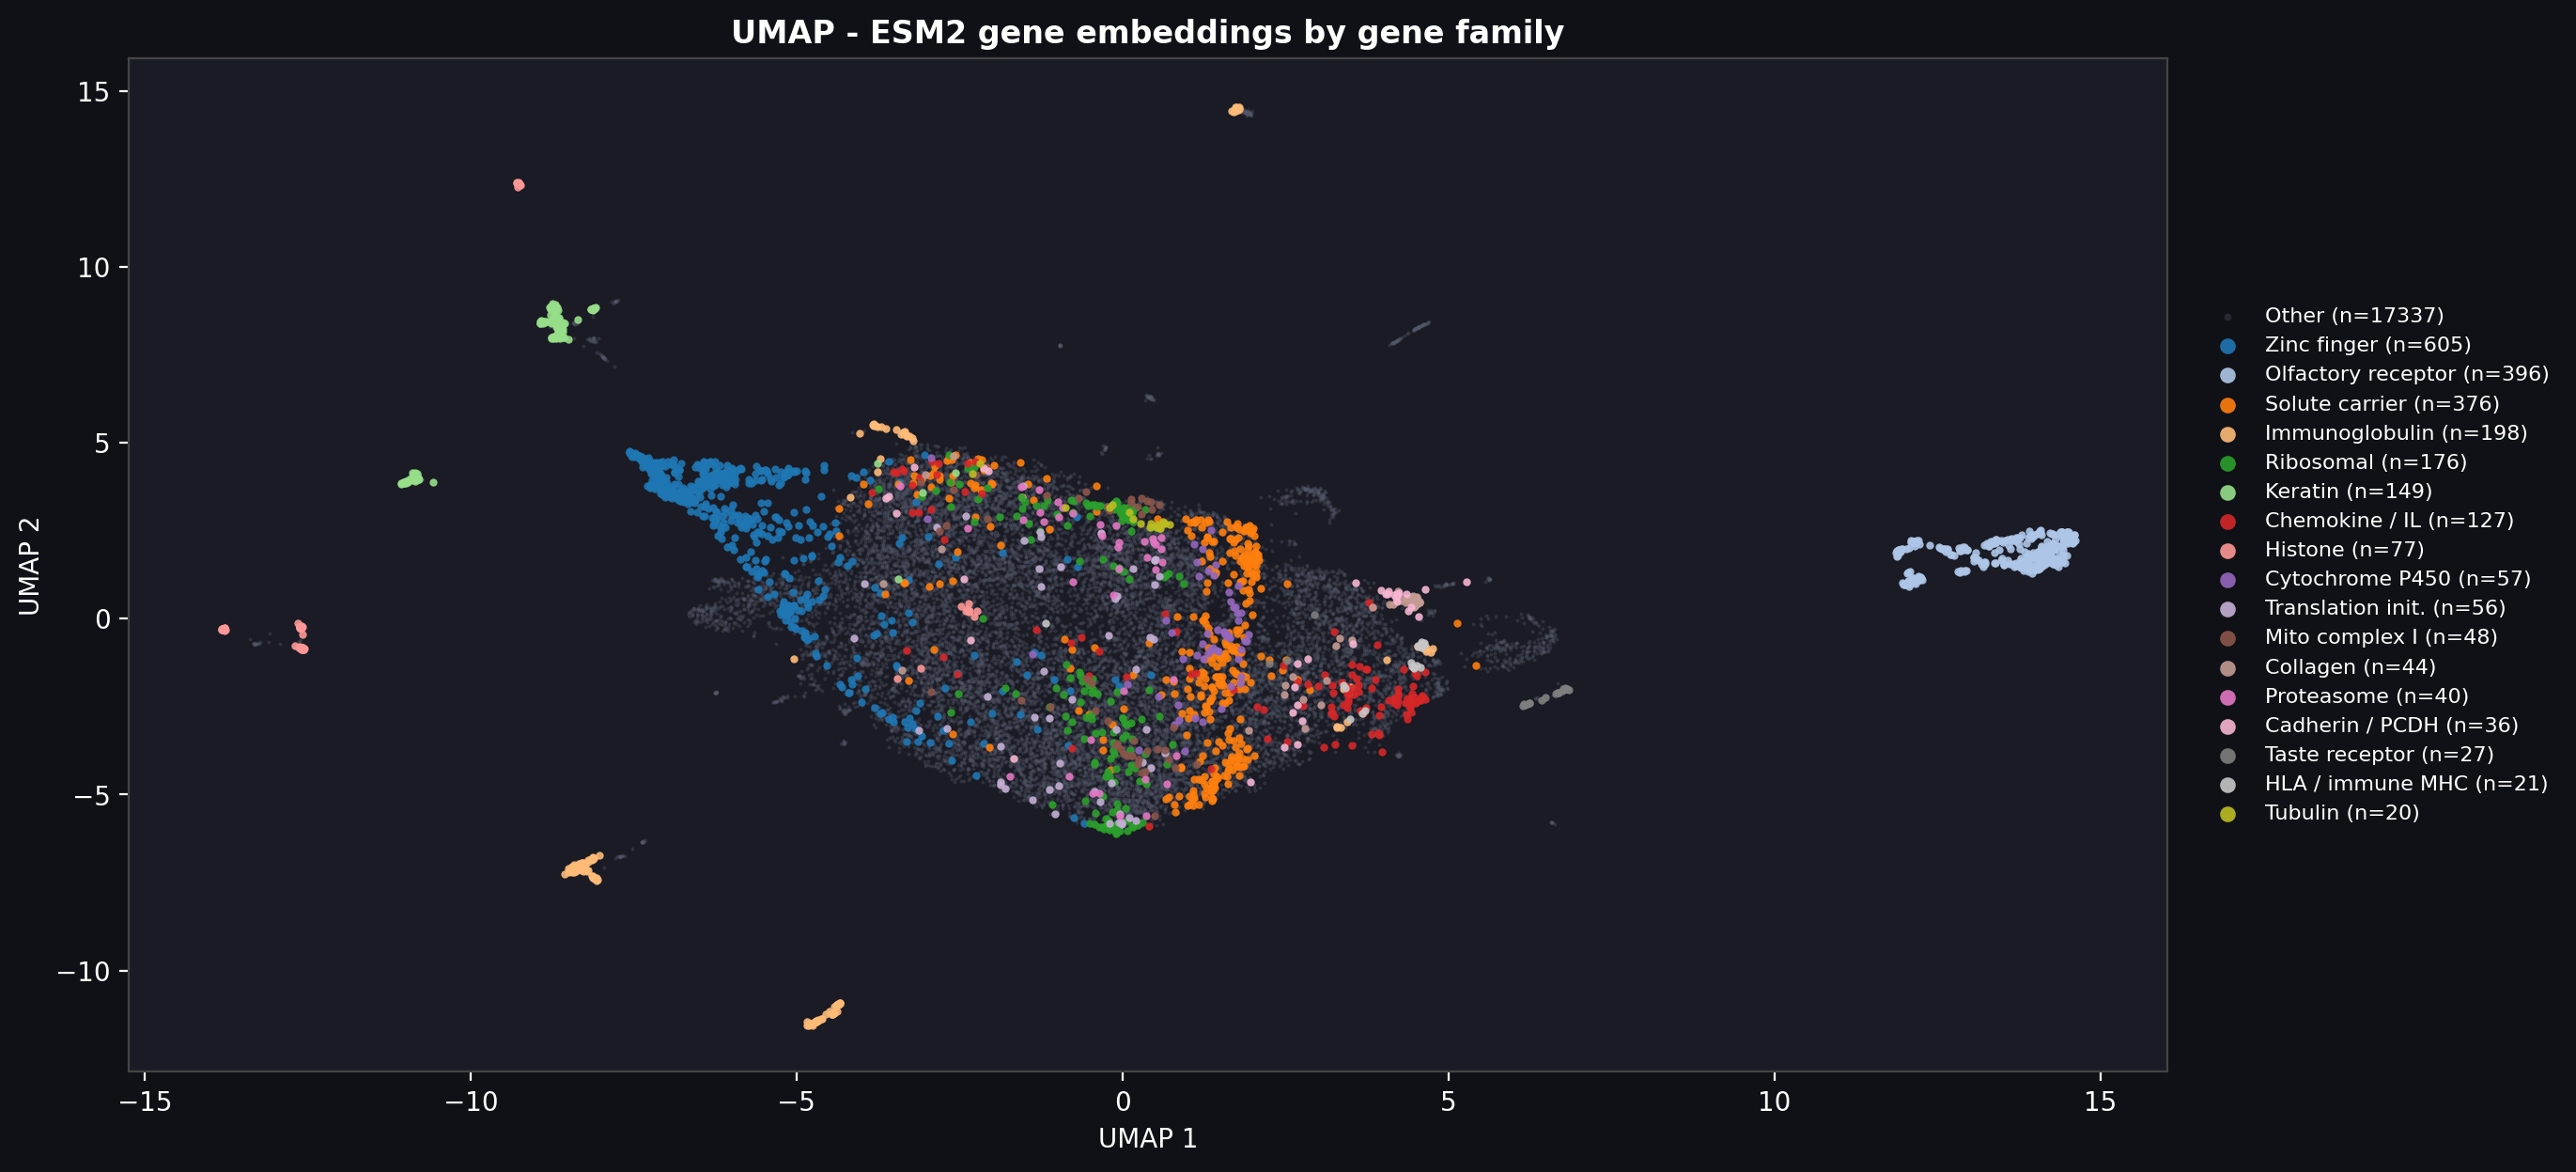 UMAP - ESM2 gene embeddings by gene family
15
10
5
0
−5
−10
UMAP 2
−15
−10
−5
0
5
10
15
UMAP 1
Other (n=17337)
Zinc finger (n=605)
Olfactory receptor (n=396)
Solute carrier (n=376)
Immunoglobulin (n=198)
Ribosomal (n=176)
Keratin (n=149)
Chemokine / IL (n=127)
Histone (n=77)
Cytochrome P450 (n=57)
Translation init. (n=56)
Mito complex I (n=48)
Collagen (n=44)
Proteasome (n=40)
Cadherin / PCDH (n=36)
Taste receptor (n=27)
HLA / immune MHC (n=21)
Tubulin (n=20)